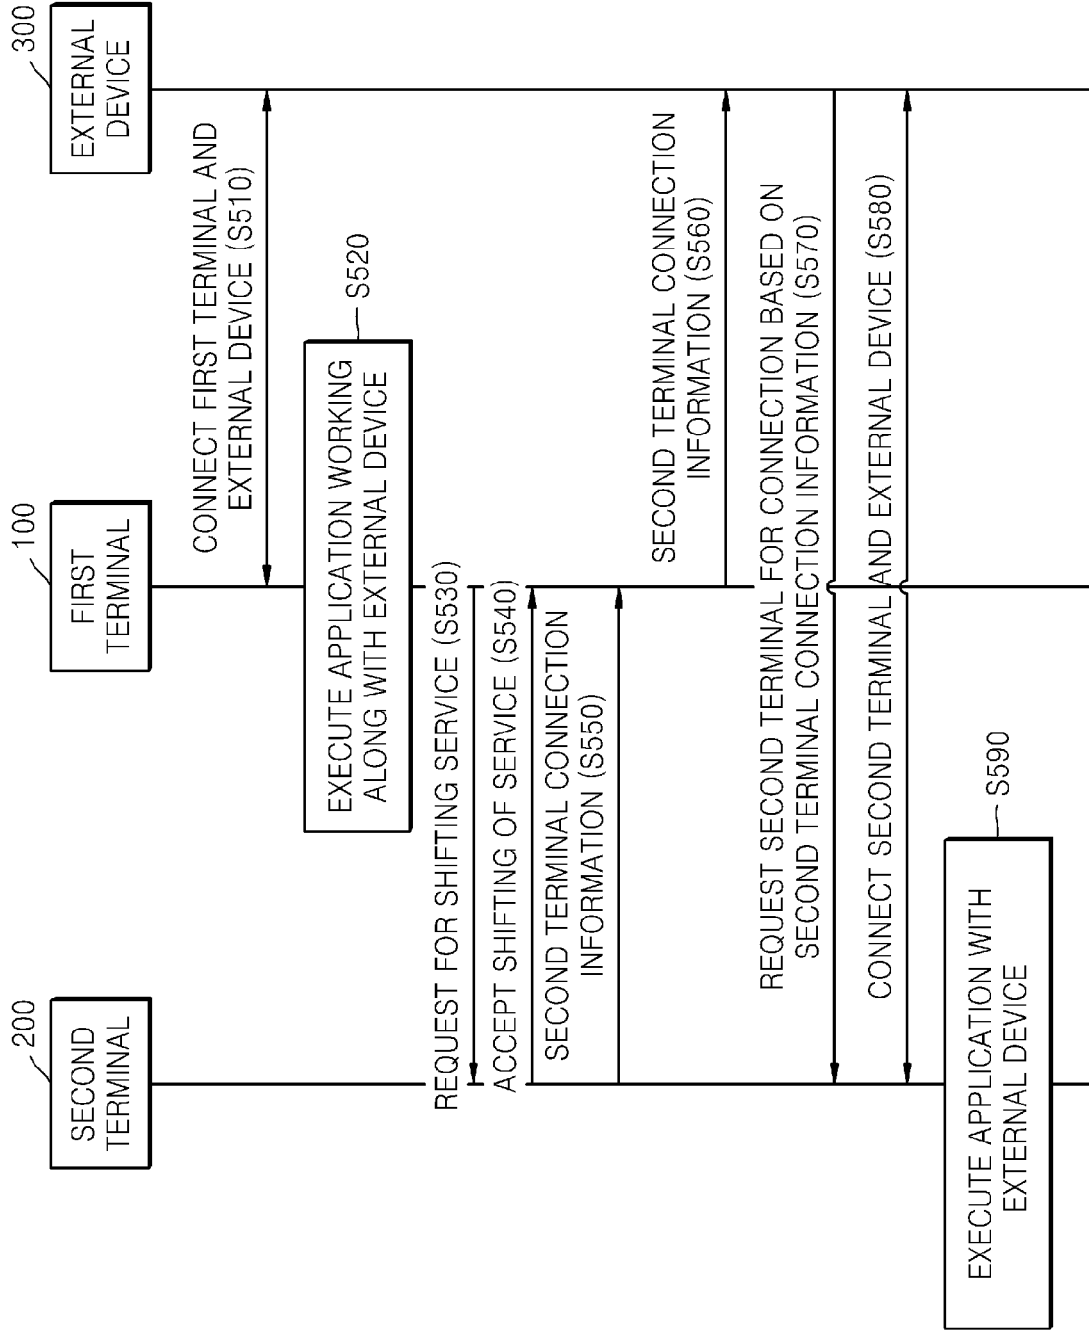 200
SECOND
TERMINAL
100
FIRST
TERMINAL
300
EXTERNAL
DEVICE
CONNECT FIRST TERMINAL AND
EXTERNAL DEVICE (S510)
S520
EXECUTE APPLICATION WORKING
ALONG WITH EXTERNAL DEVICE
REQUEST FOR SHIFTING SERVICE (S530)
ACCEPT SHIFTING OF SERVICE (S540)
SECOND TERMINAL CONNECTION
INFORMATION (S550)
SECOND TERMINAL CONNECTION
INFORMATION (S560)
REQUEST SECOND TERMINAL FOR CONNECTION BASED ON
SECOND TERMINAL CONNECTION INFORMATION (S570)
CONNECT SECOND TERMINAL AND EXTERNAL DEVICE (S580)
S590
EXECUTE APPLICATION WITH
EXTERNAL DEVICE